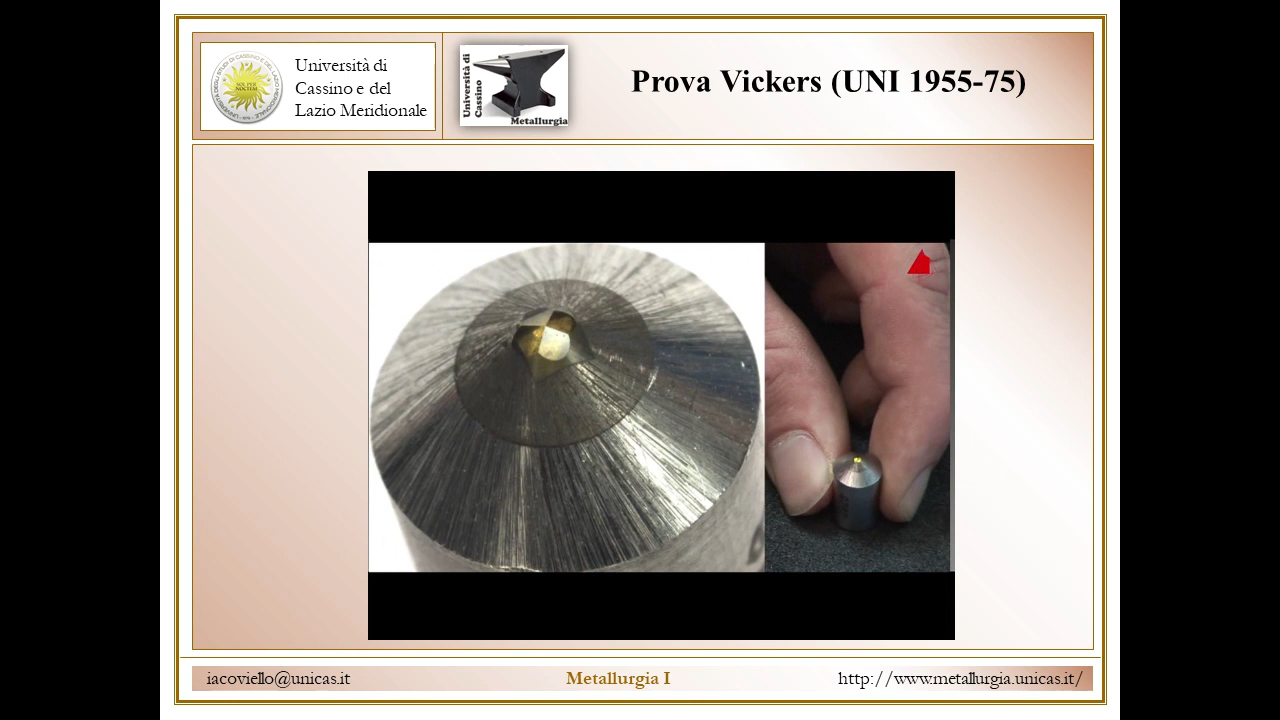 Università di
Cassino e del
Lazio Meridionale
Università di
Cassino
Metallurgia
Prova Vickers (UNI 1955-75)
iacoviello@unicas.it
Metallurgia I
http://www.metallurgia.unicas.it/